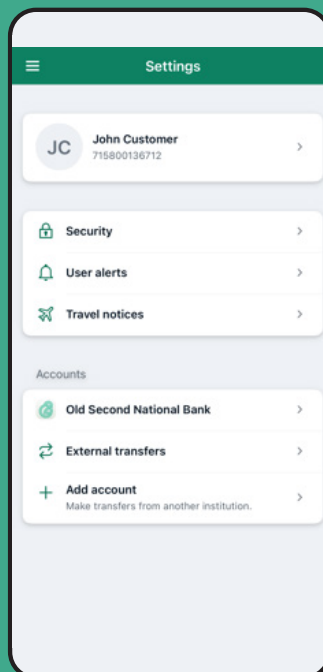 Settings
JC
John Customer
715800136712
Security
User alerts
Travel notices
Accounts
Old Second National Bank
External transfers
Add account
Make transfers from another institution.